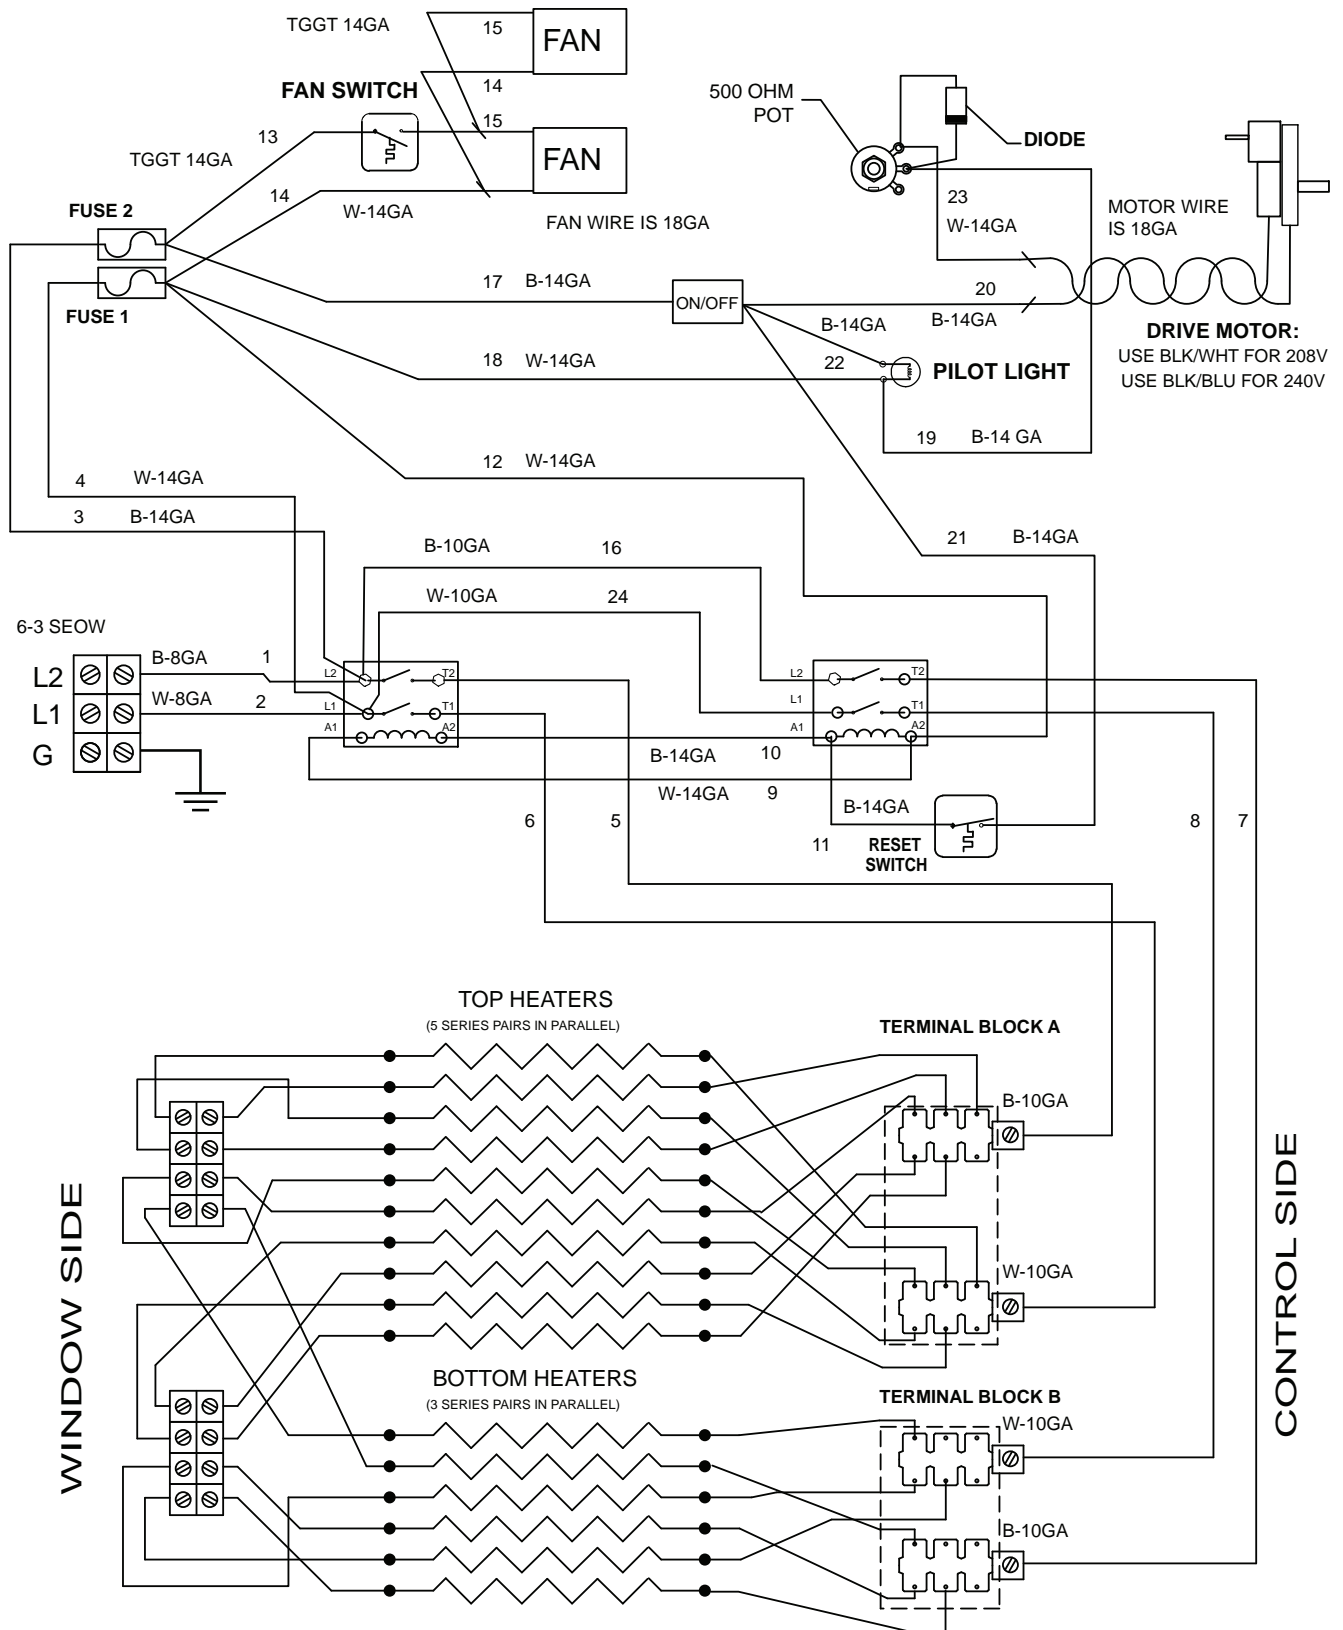 TGGT 14GA
15
FAN
14
FAN SWITCH
15
13
FAN
TGGT 14GA
14
W-14GA
FAN WIRE IS 18GA
500 OHM
POT
DIODE
23
W-14GA
MOTOR WIRE
IS 18GA
FUSE 2
FUSE 1
17 B-14GA
ON/OFF
20
B-14GA
B-14GA
DRIVE MOTOR:
USE BLK/WHT FOR 208V
USE BLK/BLU FOR 240V
18 W-14GA
22
PILOT LIGHT
19 B-14 GA
12 W-14GA
4 W-14GA
3 B-14GA
21 B-14GA
B-10GA 16
W-10GA 24
6-3 SEOW
L2
B-8GA 1
L1
W-8GA 2
G
L2
T2
L1
T1
A1
A2
L2
T2
L1
T1
A1
A2
B-14GA 10
W-14GA 9
B-14GA
11
RESET
SWITCH
6
5
8
7
TOP HEATERS
(5 SERIES PAIRS IN PARALLEL)
TERMINAL BLOCK A
B-10GA
W-10GA
WINDOW SIDE
CONTROL SIDE
BOTTOM HEATERS
(3 SERIES PAIRS IN PARALLEL)
TERMINAL BLOCK B
W-10GA
B-10GA